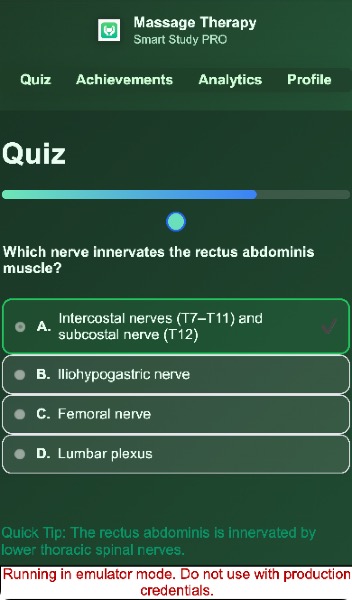 Massage Therapy
Smart Study PRO
Quiz Achievements Analytics Profile
Quiz
Which nerve innervates the rectus abdominis
muscle?
A. Intercostal nerves (T7–T11) and
subcostal nerve (T12)
B. Iliohypogastric nerve
C. Femoral nerve
D. Lumbar plexus
Quick Tip: The rectus abdominis is innervated by
lower thoracic spinal nerves.
Running in emulator mode. Do not use with production
credentials.